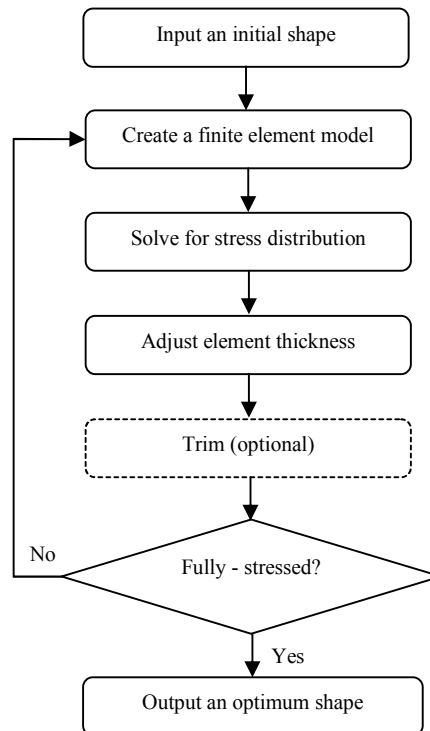 Input an initial shape
Create a finite element model
Solve for stress distribution
Adjust element thickness
Trim (optional)
Fully - stressed?
No
Yes
Output an optimum shape